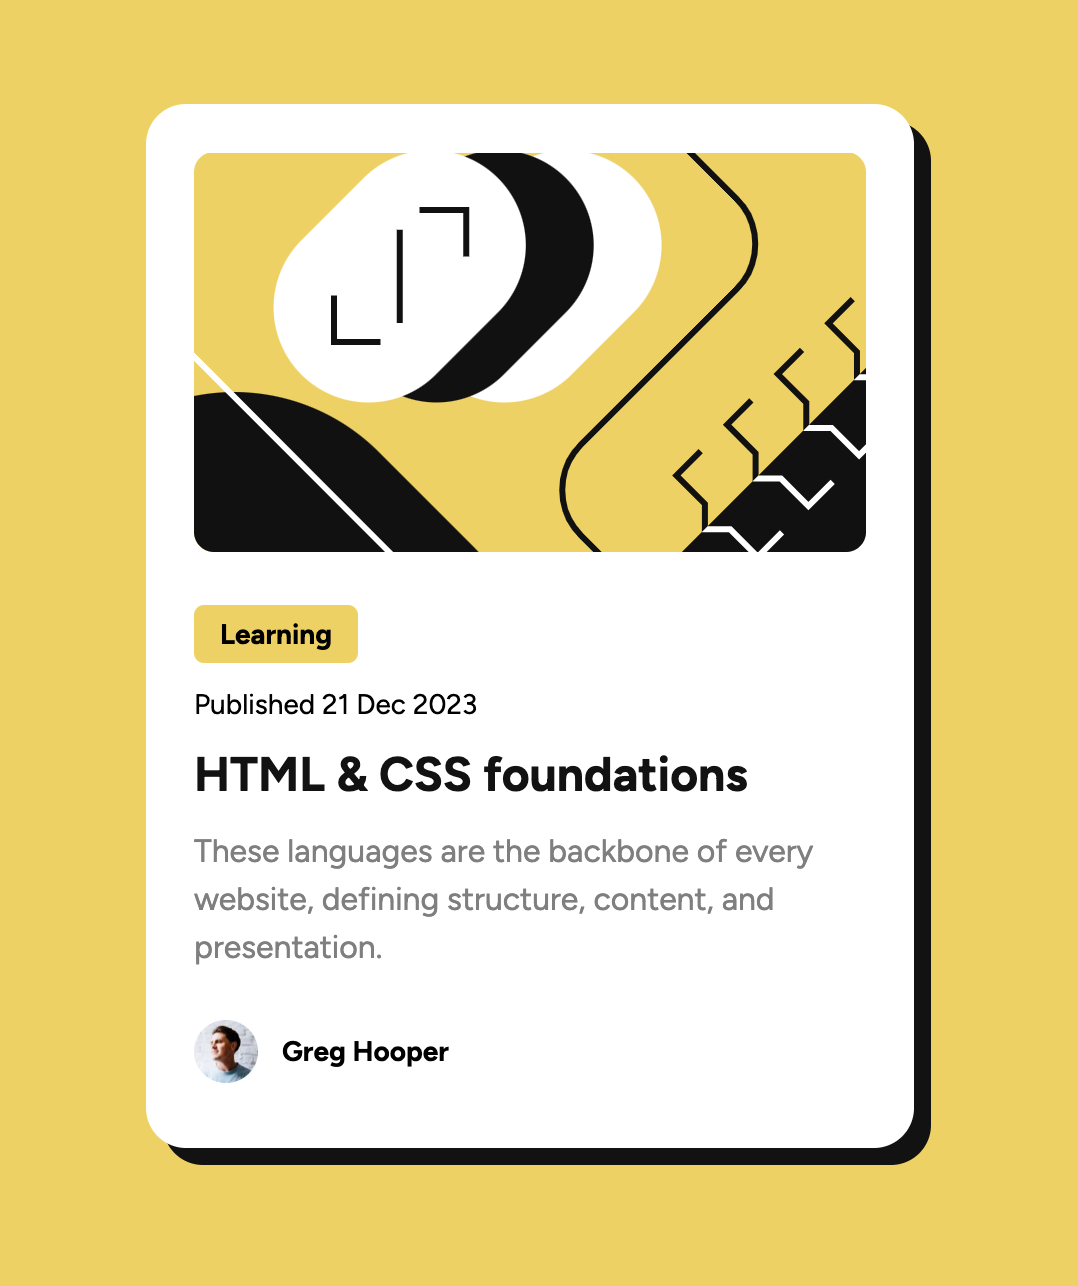 Learning
Published 21 Dec 2023
HTML & CSS foundations
These languages are the backbone of every
website, defining structure, content, and
presentation.
Greg Hooper